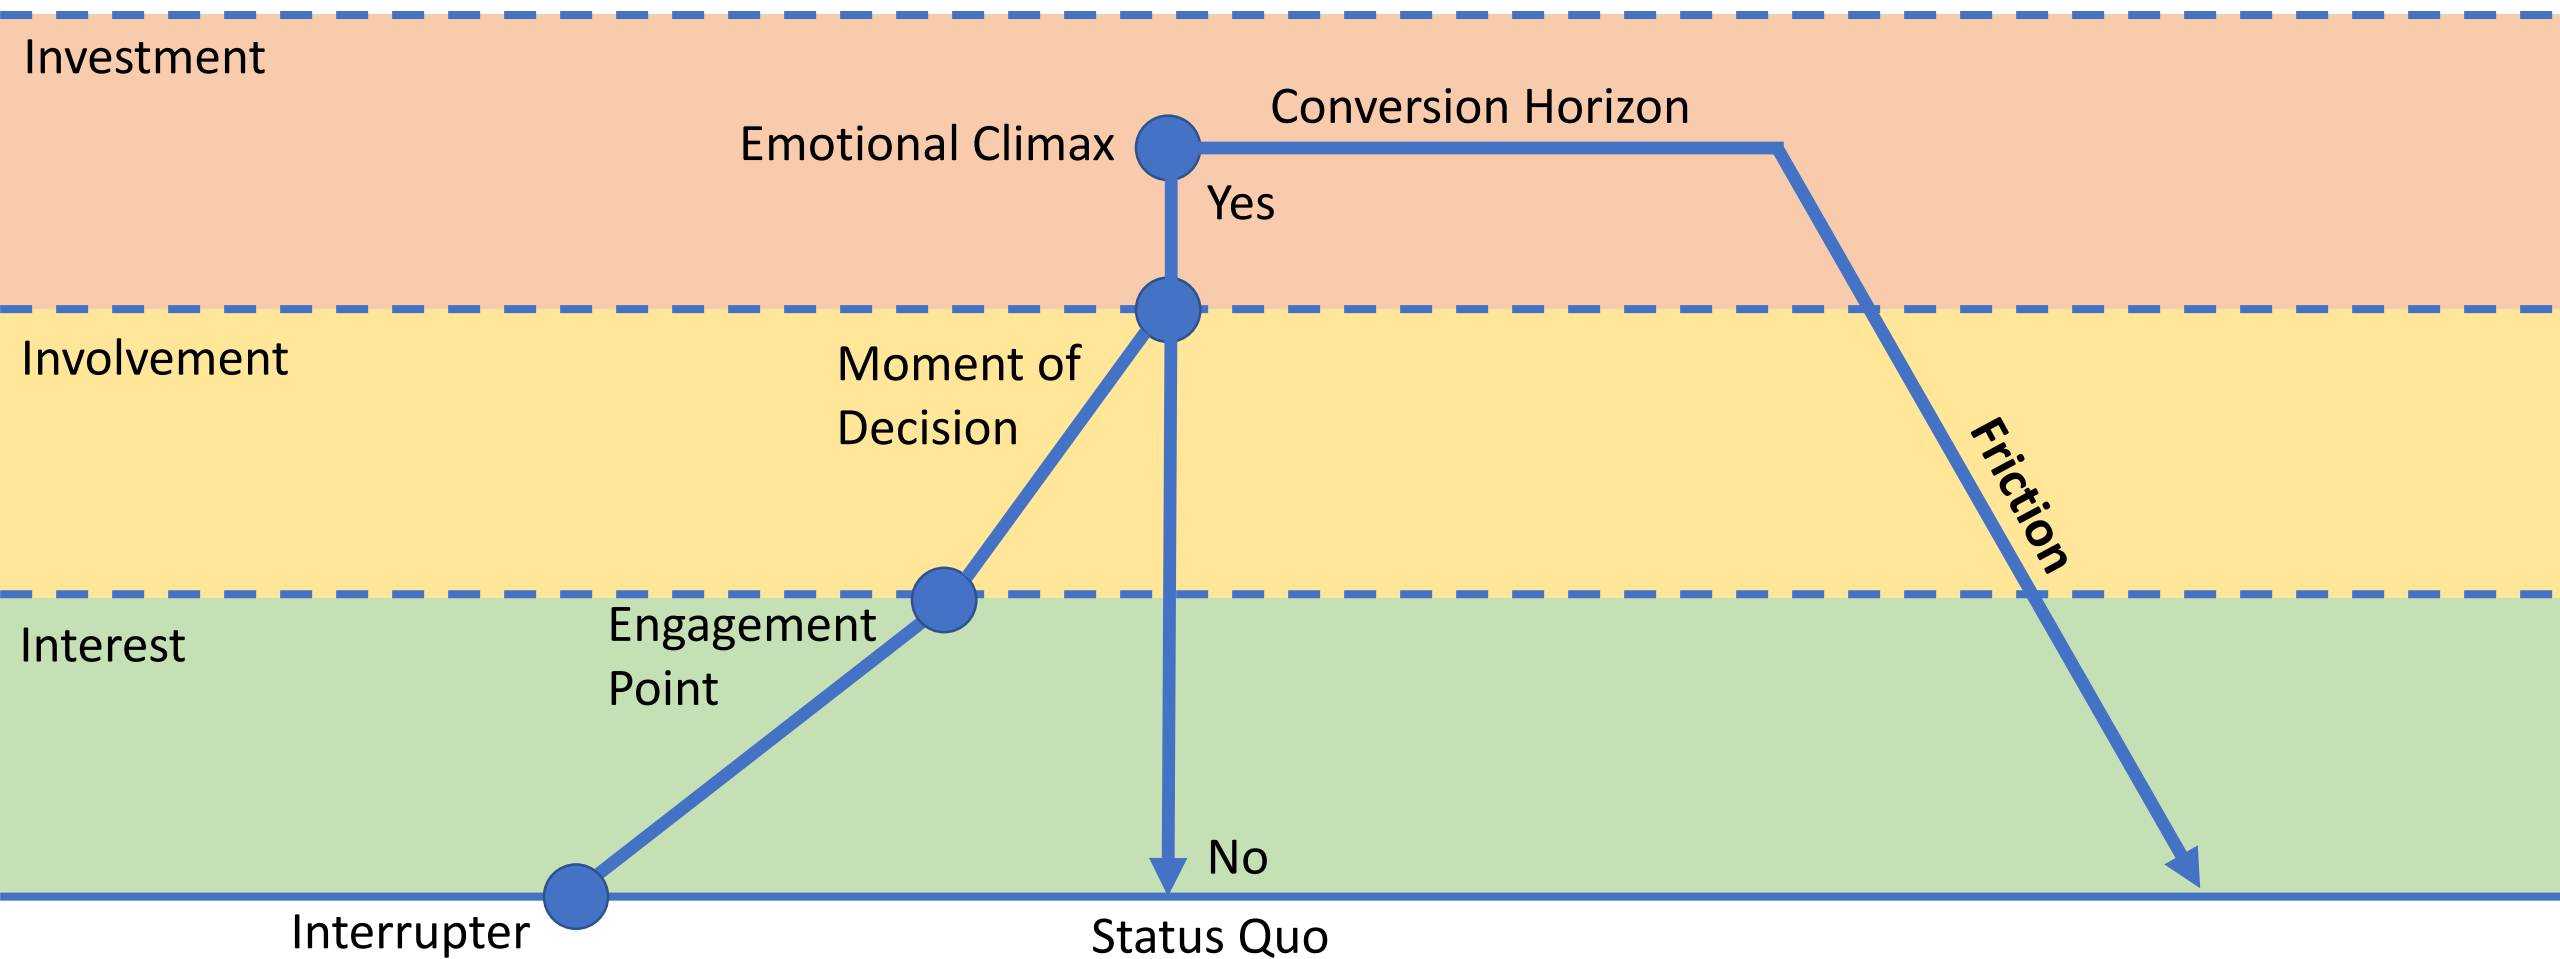 Investment
Conversion Horizon
Emotional Climax
Yes
Involvement
Moment of
Decision
Friction
Engagement
Point
Interest
No
Interrupter
Status Quo